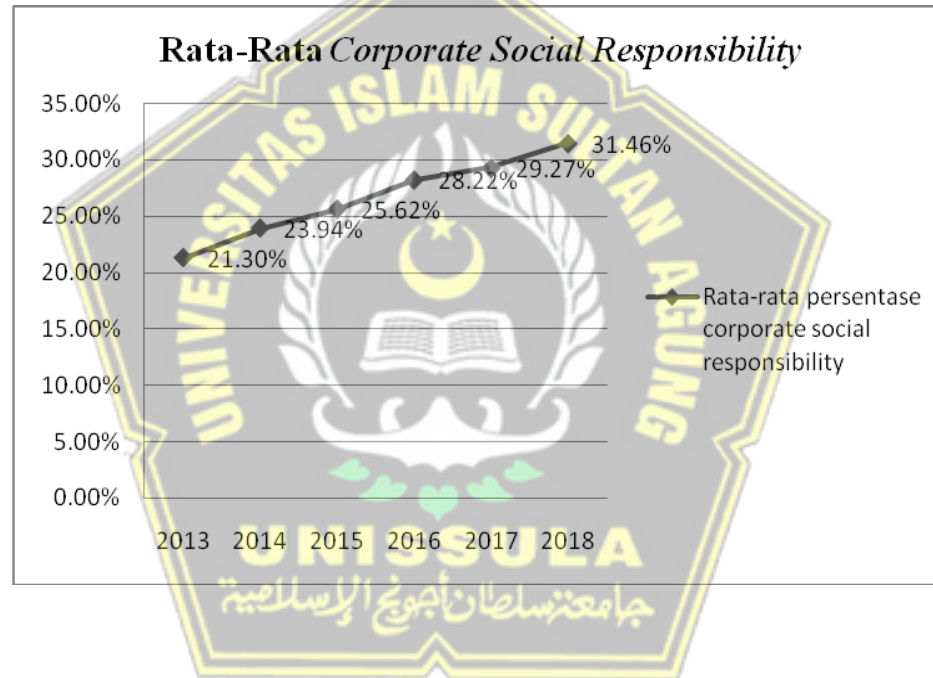 Rata-Rata Corporate Social Responsibility
35.00%
30.00%
25.00%
20.00%
15.00%
10.00%
5.00%
0.00%
21.30%
23.94%
25.62%
28.22%
29.27%
31.46%
2013 2014 2015 2016 2017 2018
Rata-rata persentase
corporate social
responsibility
UNIVERSITAS ISLAM SULTAN AGUNG
UNISSULA
جامعة سلطان أجونج الإسلامية